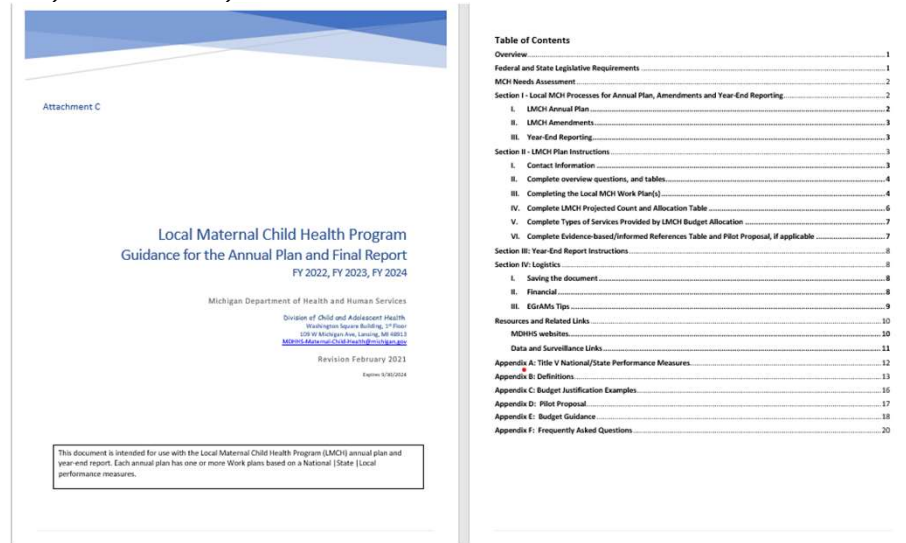 Attachment C
Local Maternal Child Health Program
Guidance for the Annual Plan and Final Report
FY 2022, FY 2023, FY 2024
Michigan Department of Health and Human Services
Division of Child and Adolescent Health
Washington Square Building, 1st Floor
109 W Michigan Ave, Lansing, MI 48913
MDHHS-Maternal-Child-Health@michigan.gov
Revision February 2021
Expires 9/30/2024
This document is intended for use with the Local Maternal Child Health Program (LMCH) annual plan and
year-end report. Each annual plan has one or more Work plans based on a National |State |Local
performance measures.
Table of Contents
Overview 1
Federal and State Legislative Requirements 1
MCH Needs Assessment 2
Section I - Local MCH Processes for Annual Plan, Amendments and Year-End Reporting 2
I. LMCH Annual Plan 2
II. LMCH Amendments 3
III. Year-End Reporting 3
Section II - LMCH Plan Instructions 3
I. Contact Information 3
II. Complete overview questions, and tables 4
III. Completing the Local MCH Work Plan(s) 4
IV. Complete LMCH Projected Count and Allocation Table 6
V. Complete Types of Services Provided by LMCH Budget Allocation 7
VI. Complete Evidence-based/informed References Table and Pilot Proposal, if applicable 7
Section III: Year-End Report Instructions 8
Section IV: Logistics 8
I. Saving the document 8
II. Financial 8
III. EGrAMs Tips 9
Resources and Related Links 10
MDHHS websites 10
Data and Surveillance Links 11
Appendix A: Title V National/State Performance Measures 12
Appendix B: Definitions 13
Appendix C: Budget Justification Examples 16
Appendix D: Pilot Proposal 17
Appendix E: Budget Guidance 18
Appendix F: Frequently Asked Questions 20